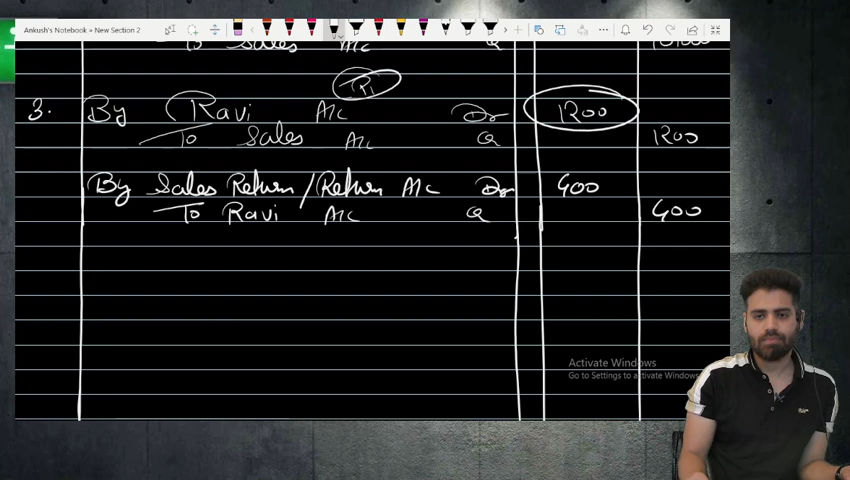 Ankush's Notebook » New Section 2
To Sales A/c Cr
3. By Ravi A/c Dr 1200
To Sales A/c Cr 1200
By Sales Return/Return A/c Dr 400
To Ravi A/c Cr 400
Activate Windows
Go to Settings to activate Windows